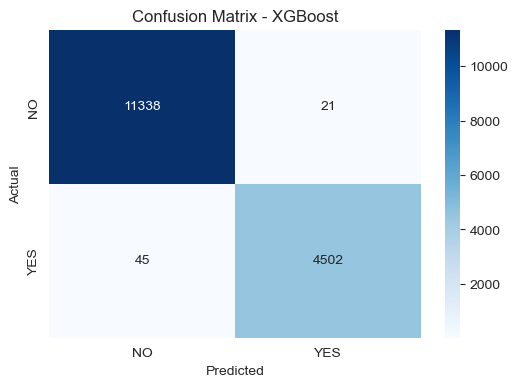 Confusion Matrix - XGBoost
Actual
NO
YES
11338
21
45
4502
NO
YES
Predicted
10000
8000
6000
4000
2000